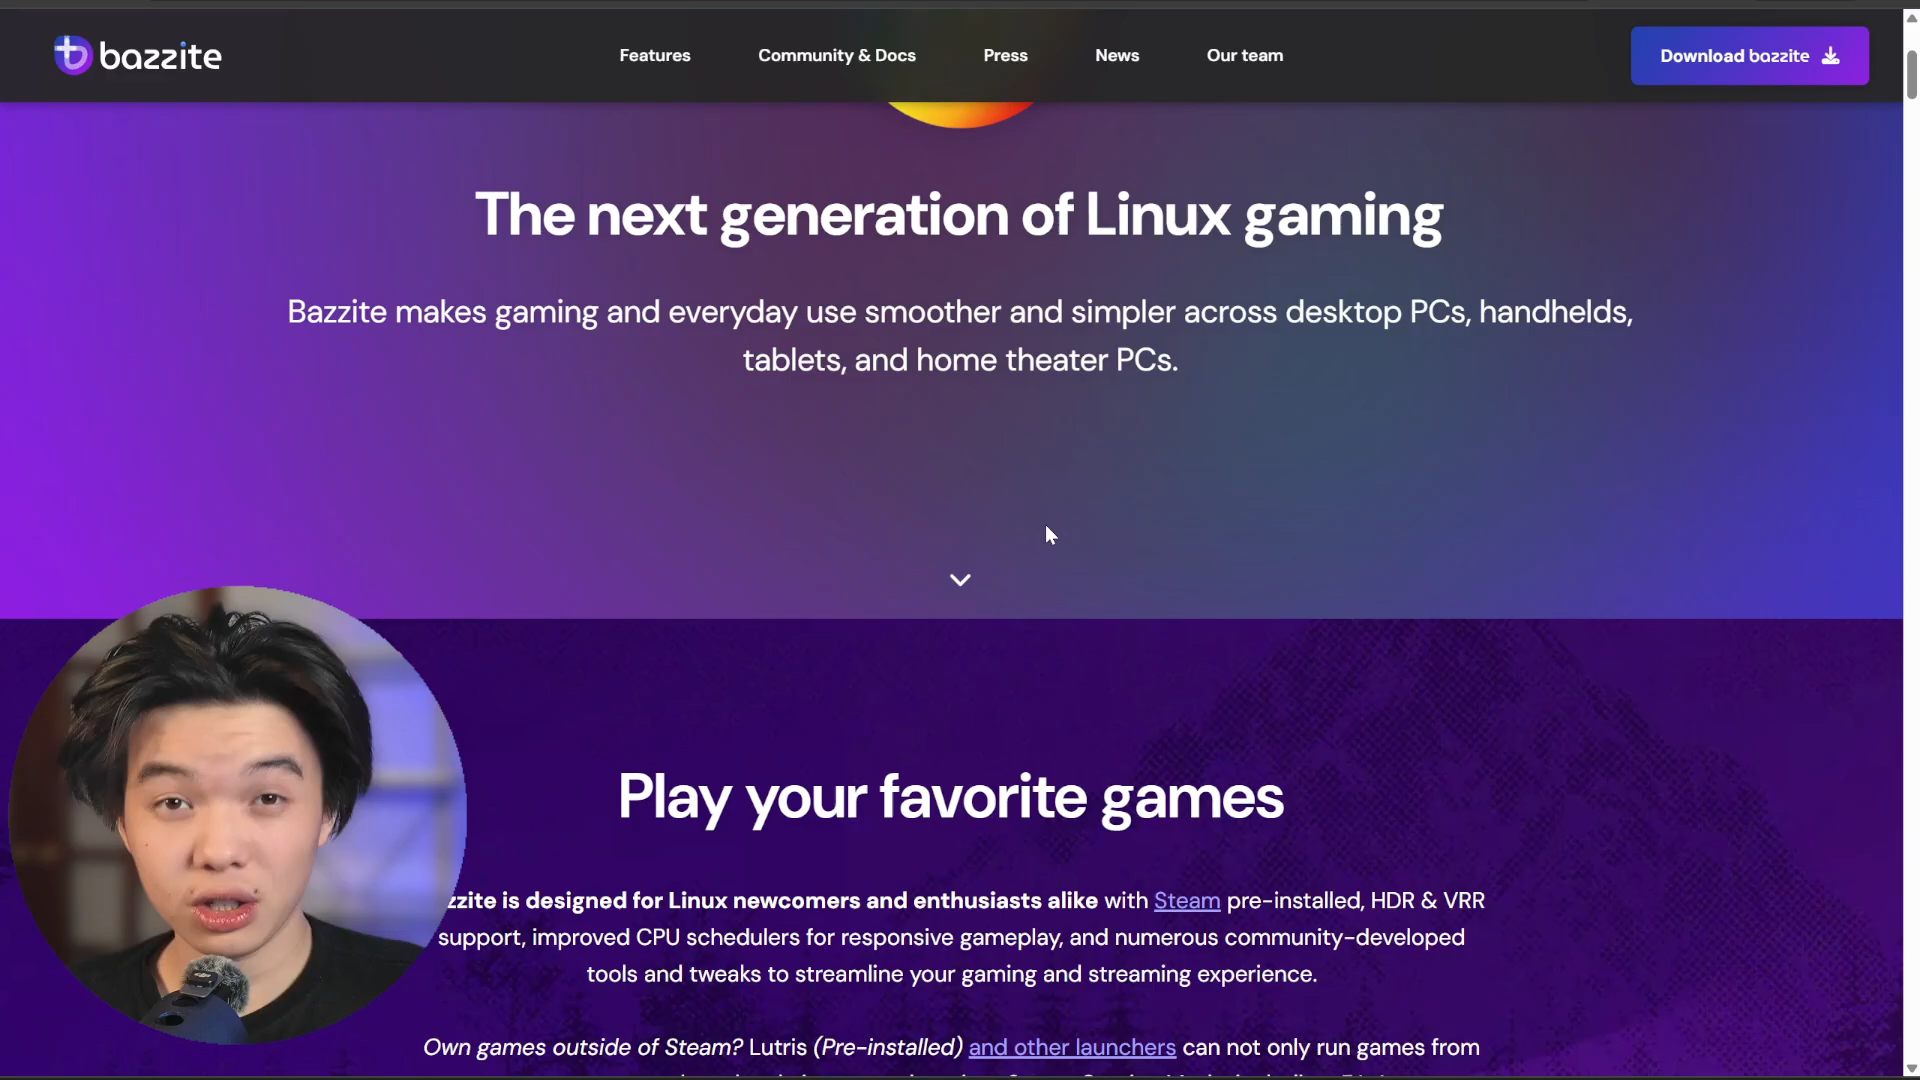 bazzite
Features
Community & Docs
Press
News
Our team
Download bazzite
The next generation of Linux gaming
Bazzite makes gaming and everyday use smoother and simpler across desktop PCs, handhelds,
tablets, and home theater PCs.
Play your favorite games
zzite is designed for Linux newcomers and enthusiasts alike with Steam pre-installed, HDR & VRR
support, improved CPU schedulers for responsive gameplay, and numerous community-developed
tools and tweaks to streamline your gaming and streaming experience.
Own games outside of Steam? Lutris (Pre-installed) and other launchers can not only run games from